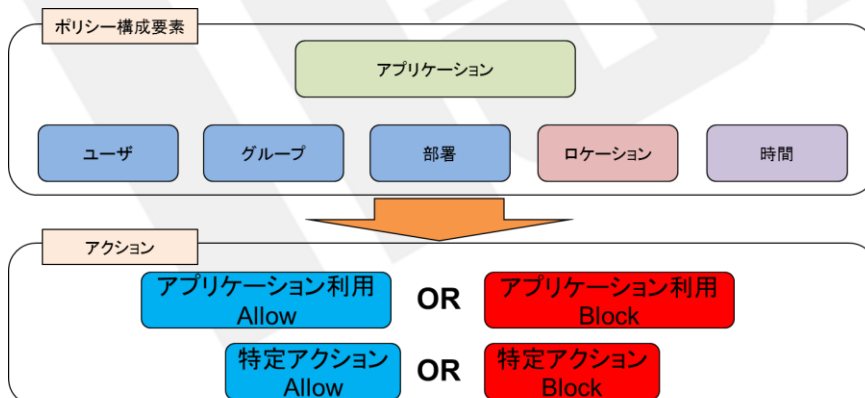 ポリシー構成要素
アプリケーション
ユーザ
グループ
部署
ロケーション
時間
アクション
アプリケーション利用
Allow
OR
アプリケーション利用
Block
特定アクション
Allow
OR
特定アクション
Block